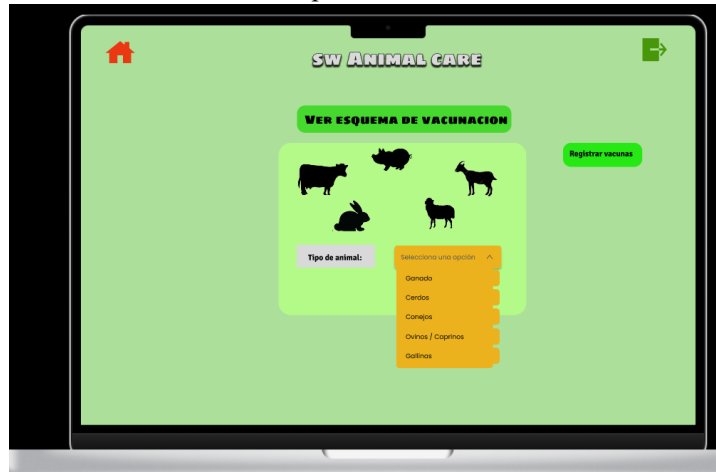 SW ANIMAL CARE
VER ESQUEMA DE VACUNACION
Registrar vacunas
Tipo de animal:
Selecciona una opción
Ganado
Cerdos
Conejos
Ovinos / Caprinos
Gallinas